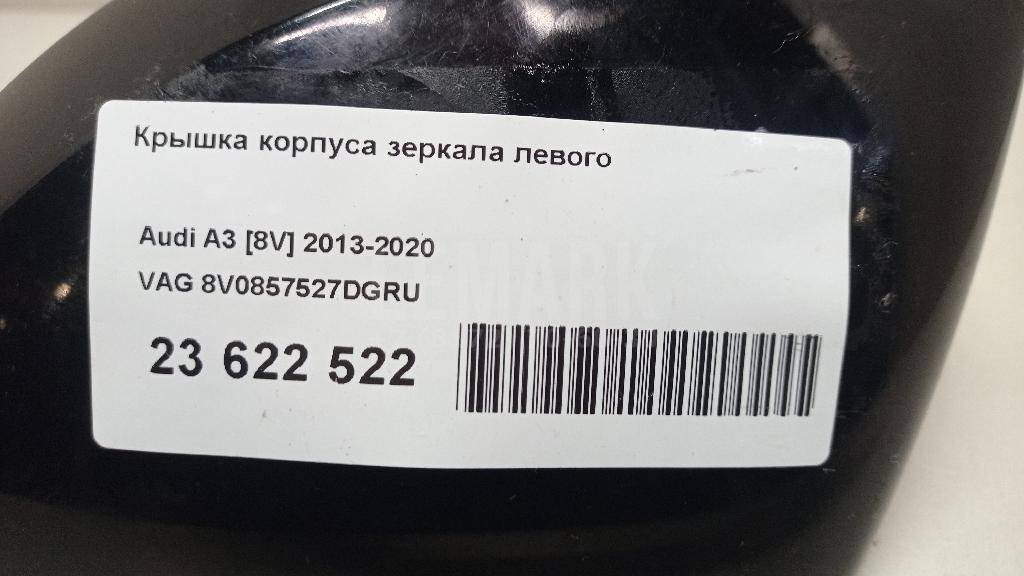 Крышка корпуса зеркала левого
Audi A3 [8V] 2013-2020
VAG 8V0857527DGRU
23 622 522